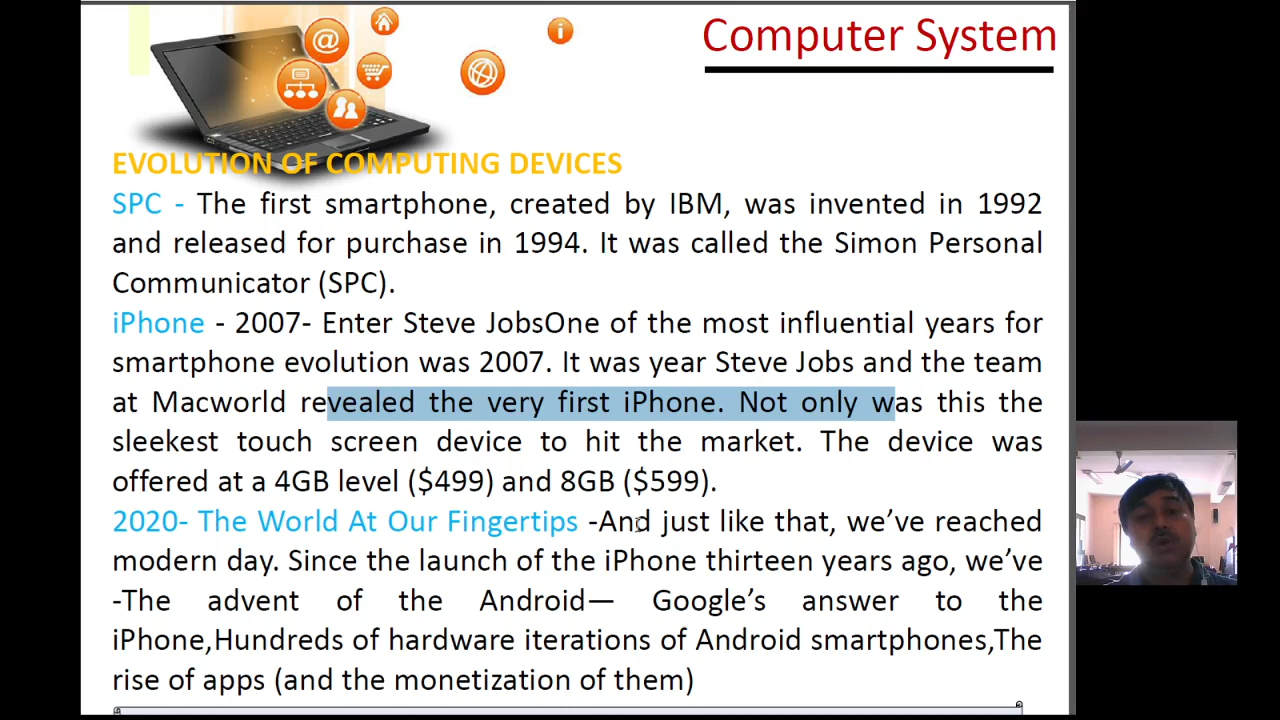 Computer System
@
i
EVOLUTION OF COMPUTING DEVICES
SPC - The first smartphone, created by IBM, was invented in 1992
and released for purchase in 1994. It was called the Simon Personal
Communicator (SPC).
iPhone - 2007- Enter Steve JobsOne of the most influential years for
smartphone evolution was 2007. It was year Steve Jobs and the team
at Macworld revealed the very first iPhone. Not only was this the
sleekest touch screen device to hit the market. The device was
offered at a 4GB level ($499) and 8GB ($599).
2020- The World At Our Fingertips -And just like that, we’ve reached
modern day. Since the launch of the iPhone thirteen years ago, we’ve
-The advent of the Android— Google’s answer to the
iPhone,Hundreds of hardware iterations of Android smartphones,The
rise of apps (and the monetization of them)